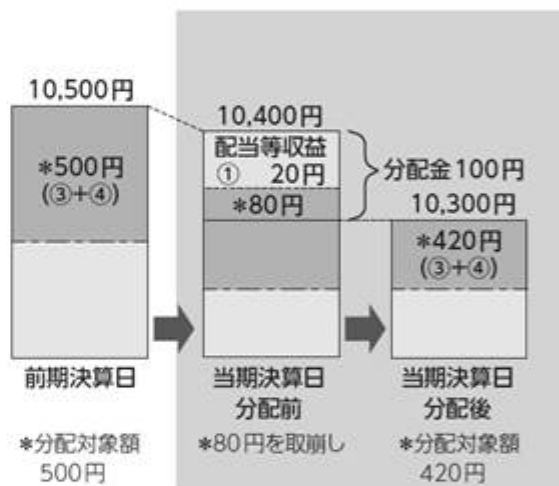 10,500円
*500円
(③+④)
前期決算日
*分配対象額
500円
10,400円
配当等収益
① 20円
*80円
分配金100円
当期決算日
分配前
*80円を取崩し
10,300円
*420円
(③+④)
当期決算日
分配後
*分配対象額
420円